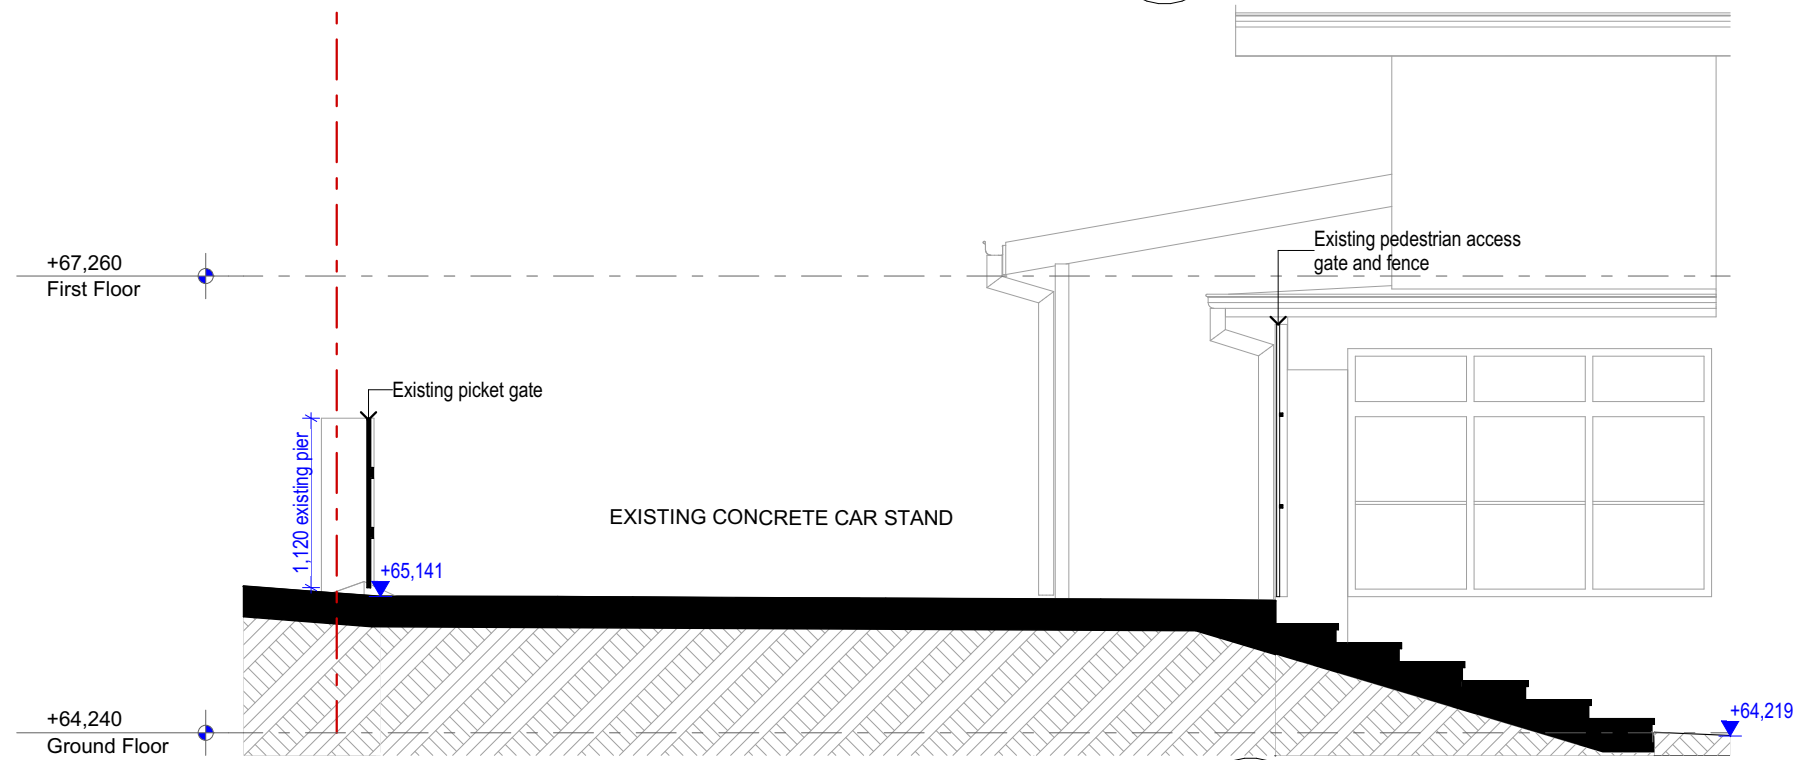 +67,260
First Floor
Existing pedestrian access
gate and fence
Existing picket gate
1,120 existing pier
EXISTING CONCRETE CAR STAND
+65,141
+64,240
Ground Floor
+64,219